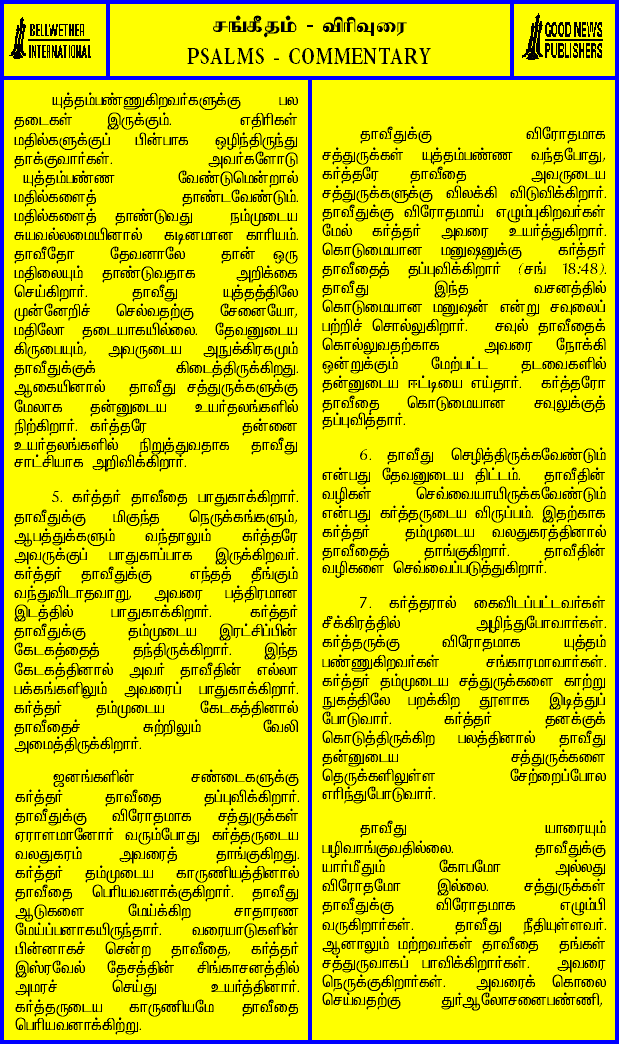 BELLWETHER
INTERNATIONAL
சங்கீதம் - விரிவுரை
PSALMS - COMMENTARY
GOOD NEWS
PUBLISHERS
யுத்தம்பண்ணுகிறவர்களுக்கு பல
தடைகள் இருக்கும். எதிரிகள்
மதில்களுக்குப் பின்பாக ஒழிந்திருந்து
தாக்குவார்கள். அவர்களோடு
யுத்தம்பண்ண வேண்டுமென்றால்
மதில்களைத் தாண்டவேண்டும்.
மதில்களைத் தாண்டுவது நம்முடைய
சுயவல்லமையினால் கடினமான காரியம்.
தாவீதோ தேவனாலே தான் ஒரு
மதிலையும் தாண்டுவதாக அறிக்கை
செய்கிறார். தாவீது யுத்தத்திலே
முன்னேறிச் செல்வதற்கு சேனையோ,
மதிலோ தடையாகயில்லை. தேவனுடைய
கிருபையும், அவருடைய அநுக்கிரகமும்
தாவீதுக்குக் கிடைத்திருக்கிறது.
ஆகையினால் தாவீது சத்துருக்களுக்கு
மேலாக தன்னுடைய உயர்தலங்களில்
நிற்கிறார். கர்த்தரே தன்னை
உயர்தலங்களில் நிறுத்துவதாக தாவீது
சாட்சியாக அறிவிக்கிறார்.
5. கர்த்தர் தாவீதை பாதுகாக்கிறார்.
தாவீதுக்கு மிகுந்த நெருக்கங்களும்,
ஆபத்துக்களும் வந்தாலும் கர்த்தரே
அவருக்குப் பாதுகாப்பாக இருக்கிறவர்.
கர்த்தர் தாவீதுக்கு எந்தத் தீங்கும்
வந்துவிடாதவாறு, அவரை பத்திரமான
இடத்தில் பாதுகாக்கிறார். கர்த்தர்
தாவீதுக்கு தம்முடைய இரட்சிப்பின்
கேடகத்தைத் தந்திருக்கிறார். இந்த
கேடகத்தினால் அவர் தாவீதின் எல்லா
பக்கங்களிலும் அவரைப் பாதுகாக்கிறார்.
கர்த்தர் தம்முடைய கேடகத்தினால்
தாவீதைச் சுற்றிலும் வேலி
அமைத்திருக்கிறார்.
ஜனங்களின் சண்டைகளுக்கு
கர்த்தர் தாவீதை தப்புவிக்கிறார்.
தாவீதுக்கு விரோதமாக சத்துருக்கள்
ஏராளமானோர் வரும்போது கர்த்தருடைய
வலதுகரம் அவரைத் தாங்குகிறது.
கர்த்தர் தம்முடைய காருணியத்தினால்
தாவீதை பெரியவனாக்குகிறார். தாவீது
ஆடுகளை மேய்க்கிற சாதாரண
மேய்ப்பனாகயிருந்தார். வரையாடுகளின்
பின்னாகச் சென்ற தாவீதை, கர்த்தர்
இஸ்ரவேல் தேசத்தின் சிங்காசனத்தில்
அமரச் செய்து உயர்த்தினார்.
கர்த்தருடைய காருணியமே தாவீதை
பெரியவனாக்கிற்று.
தாவீதுக்கு விரோதமாக
சத்துருக்கள் யுத்தம்பண்ண வந்தபோது,
கர்த்தரே தாவீதை அவருடைய
சத்துருக்களுக்கு விலக்கி விடுவிக்கிறார்.
தாவீதுக்கு விரோதமாய் எழும்புகிறவர்கள்
மேல் கர்த்தர் அவரை உயர்த்துகிறார்.
கொடுமையான மனுஷனுக்கு கர்த்தர்
தாவீதைத் தப்புவிக்கிறார் (சங் 18:48).
தாவீது இந்த வசனத்தில்
கொடுமையான மனுஷன் என்று சவுலைப்
பற்றிச் சொல்லுகிறார். சவுல் தாவீதைக்
கொல்லுவதற்காக அவரை நோக்கி
ஒன்றுக்கும் மேற்பட்ட தடவைகளில்
தன்னுடைய ஈட்டியை எய்தார். கர்த்தரோ
தாவீதை கொடுமையான சவுலுக்குத்
தப்புவித்தார்.
6. தாவீது செழித்திருக்கவேண்டும்
என்பது தேவனுடைய திட்டம். தாவீதின்
வழிகள் செவ்வையாயிருக்கவேண்டும்
என்பது கர்த்தருடைய விருப்பம். இதற்காக
கர்த்தர் தம்முடைய வலதுகரத்தினால்
தாவீதைத் தாங்குகிறார். தாவீதின்
வழிகளை செவ்வைப்படுத்துகிறார்.
7. கர்த்தரால் கைவிடப்பட்டவர்கள்
சீக்கிரத்தில் அழிந்துபோவார்கள்.
கர்த்தருக்கு விரோதமாக யுத்தம்
பண்ணுகிறவர்கள் சங்காரமாவார்கள்.
கர்த்தர் தம்முடைய சத்துருக்களை காற்று
நுகத்திலே பறக்கிற தூளாக இடித்துப்
போடுவார். கர்த்தர் தனக்குக்
கொடுத்திருக்கிற பலத்தினால் தாவீது
தன்னுடைய சத்துருக்களை
தெருக்களிலுள்ள சேற்றைப்போல
எரிந்துபோடுவார்.
தாவீது யாரையும்
பழிவாங்குவதில்லை. தாவீதுக்கு
யார்மீதும் கோபமோ அல்லது
விரோதமோ இல்லை. சத்துருக்கள்
தாவீதுக்கு விரோதமாக எழும்பி
வருகிறார்கள். தாவீது நீதியுள்ளவர்.
ஆனாலும் மற்றவர்கள் தாவீதை தங்கள்
சத்துருவாகப் பாவிக்கிறார்கள். அவரை
நெருக்குகிறார்கள். அவரைக் கொலை
செய்வதற்கு துர்ஆலோசனைபண்ணி,